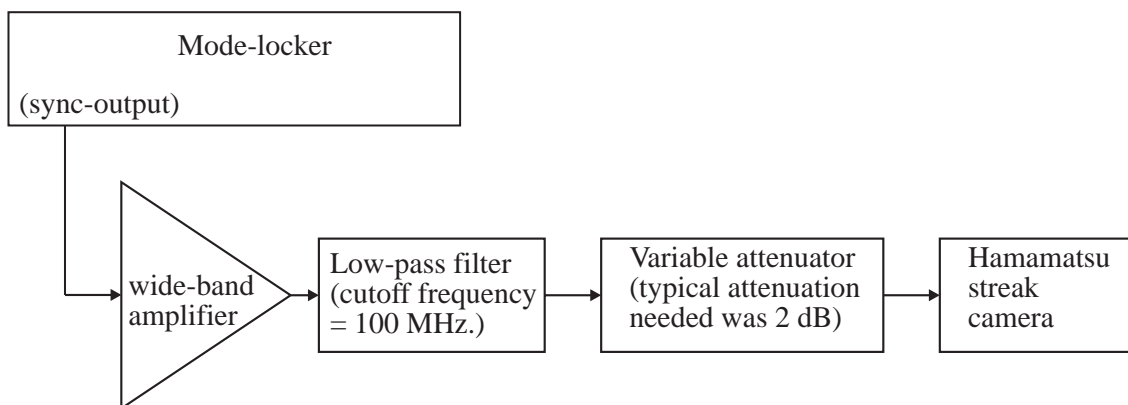 Mode-locker
(sync-output)
wide-band
amplifier
Low-pass filter
(cutoff frequency
= 100 MHz.)
Variable attenuator
(typical attenuation
needed was 2 dB)
Hamamatsu
streak
camera